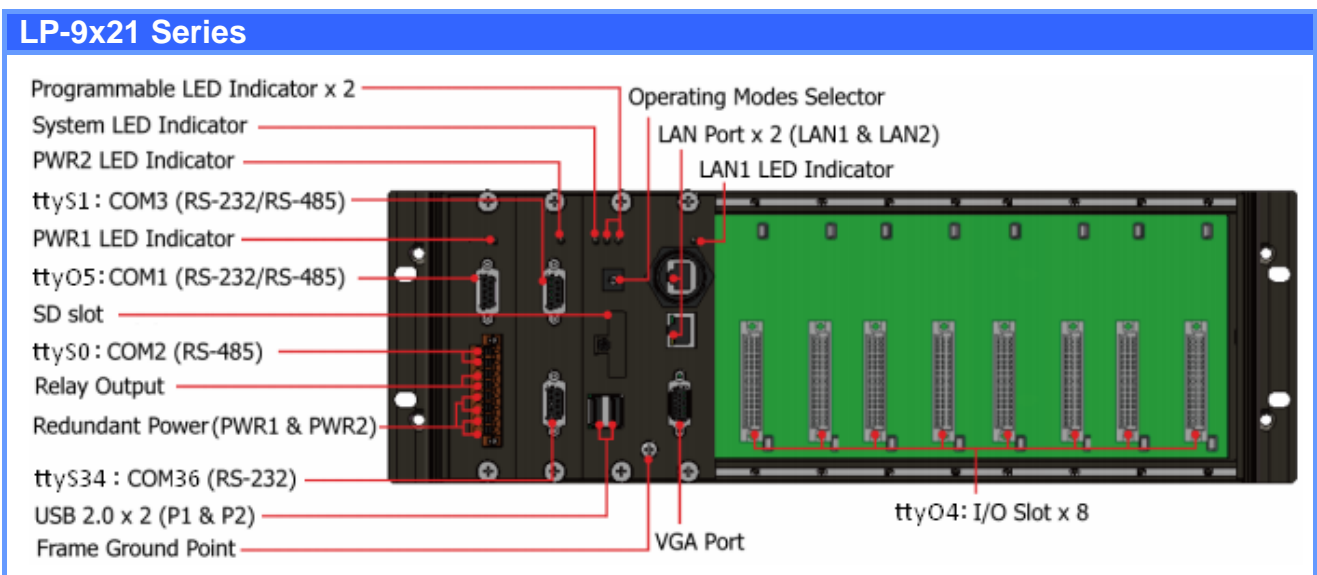 LP-9x21 Series
Programmable LED Indicator x 2
System LED Indicator
PWR2 LED Indicator
ttyS1: COM3 (RS-232/RS-485)
PWR1 LED Indicator
ttyO5:COM1 (RS-232/RS-485)
SD slot
ttyS0: COM2 (RS-485)
Relay Output
Redundant Power(PWR1 & PWR2)
ttyS34 : COM36 (RS-232)
USB 2.0 x 2 (P1 & P2)
Frame Ground Point
Operating Modes Selector
LAN Port x 2 (LAN1 & LAN2)
LAN1 LED Indicator
VGA Port
ttyO4: I/O Slot x 8